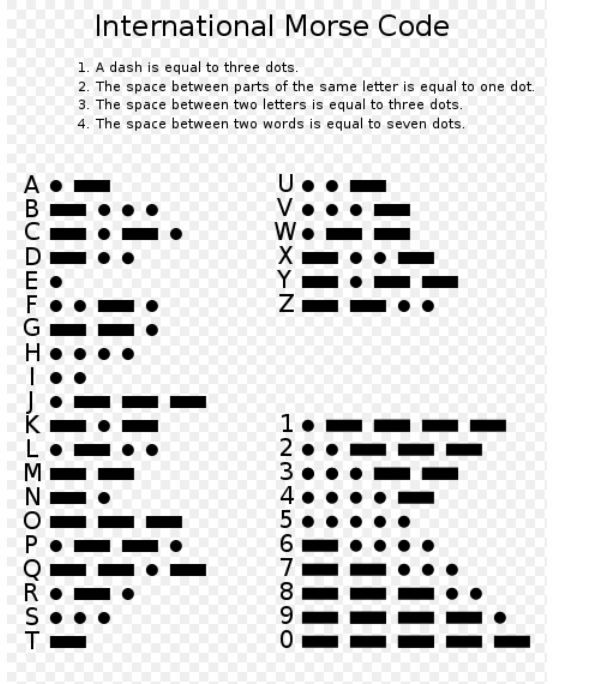 International Morse Code
1. A dash is equal to three dots.
2. The space between parts of the same letter is equal to one dot.
3. The space between two letters is equal to three dots.
4. The space between two words is equal to seven dots.
A
B
C
D
E
F
G
H
I
J
K
L
M
N
O
P
Q
R
S
T
U
V
W
X
Y
Z
1
2
3
4
5
6
7
8
9
0